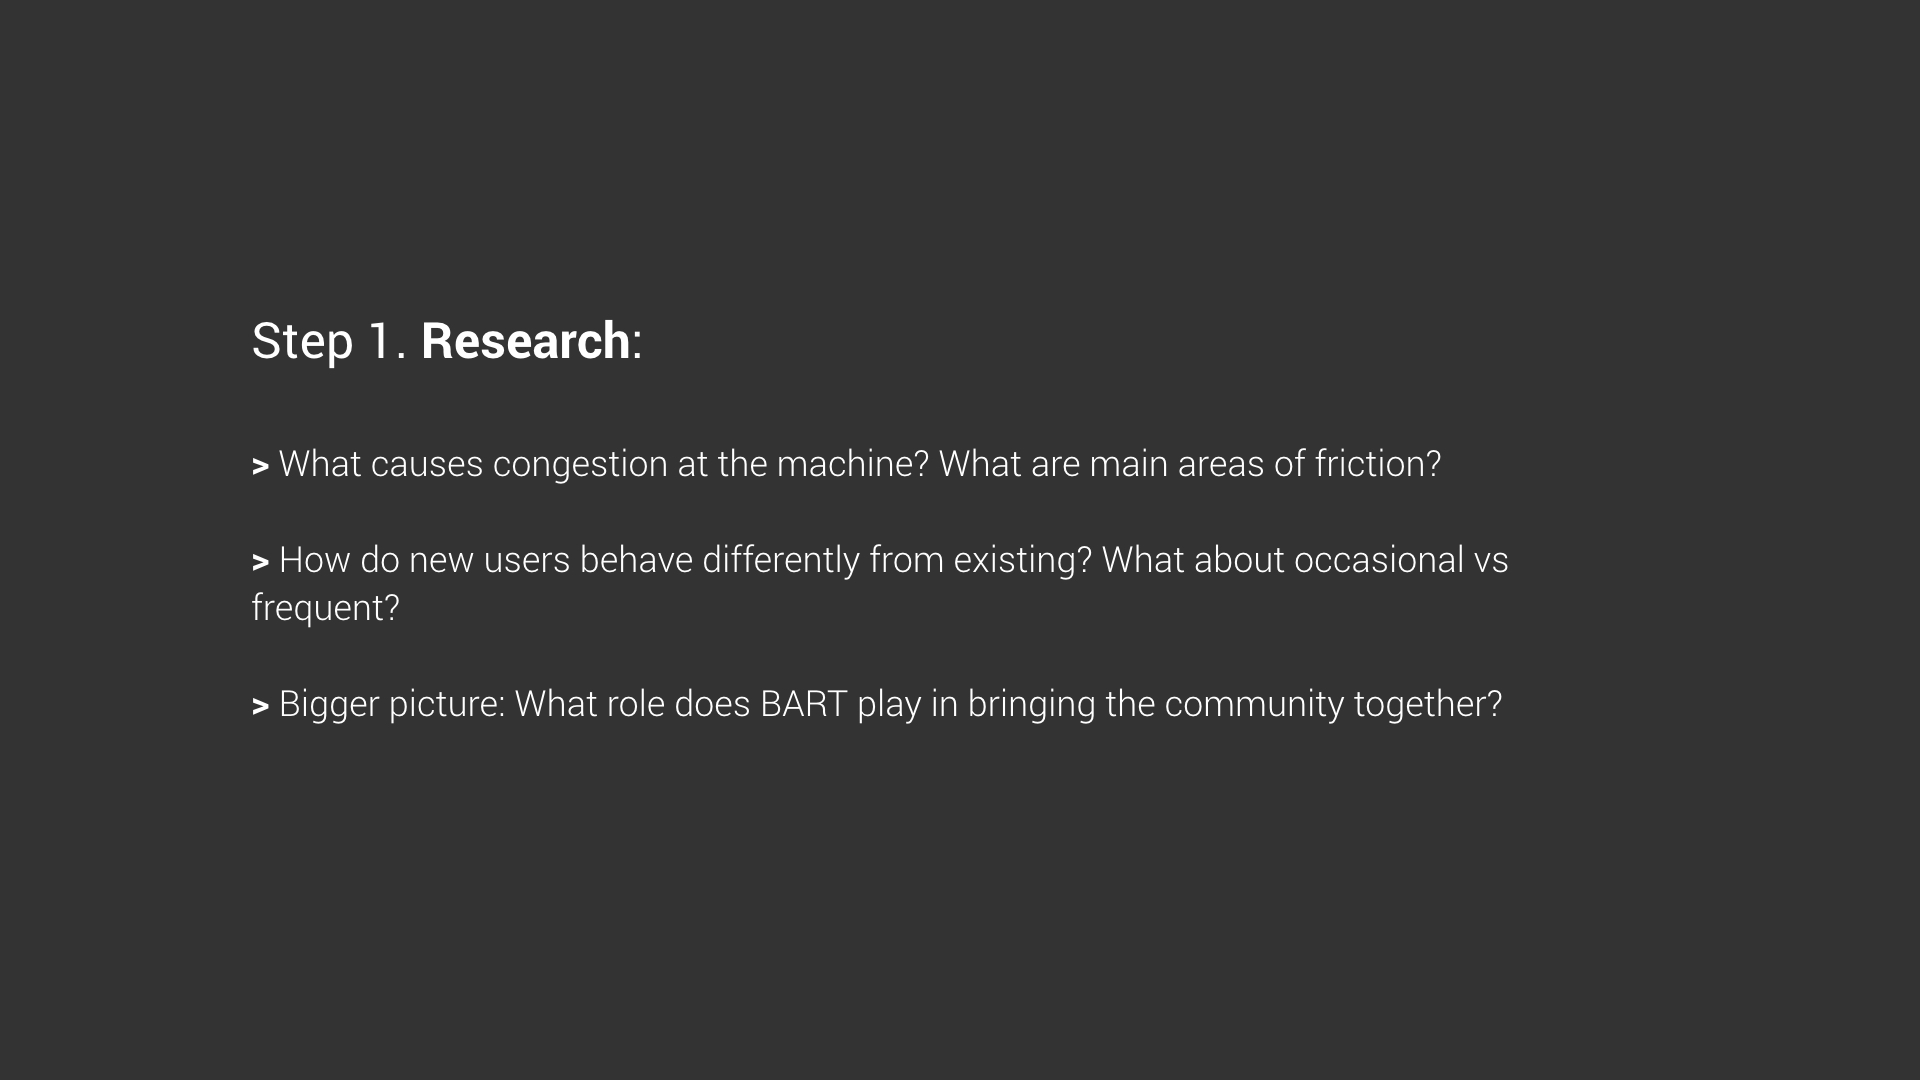 Step 1. Research:
> What causes congestion at the machine? What are main areas of friction?
> How do new users behave differently from existing? What about occasional vs
frequent?
> Bigger picture: What role does BART play in bringing the community together?